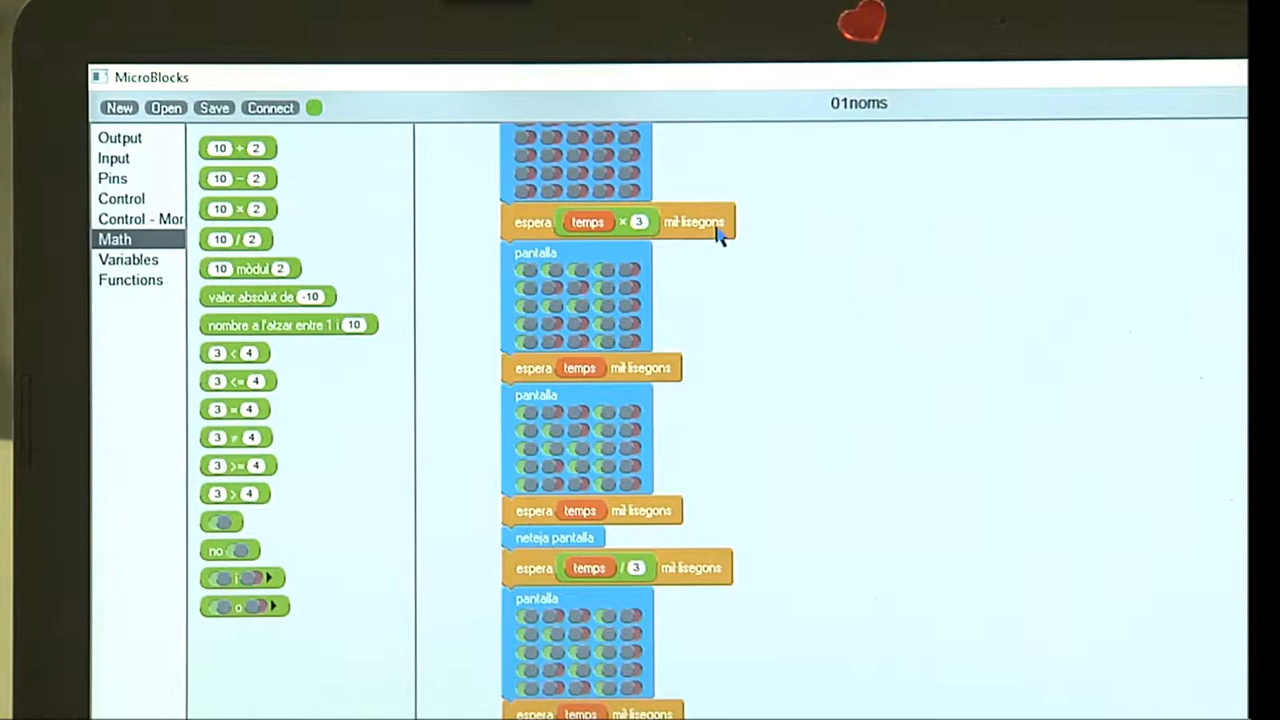 MicroBlocks
New Open Save Connect
01noms
Output
Input
Pins
Control
Control - Mor
Math
Variables
Functions
10 + 2
10 − 2
10 × 2
10 / 2
10 mòdul 2
valor absolut de -10
nombre a l'atzar entre 1 i 10
3 < 4
3 <= 4
3 = 4
3 ≠ 4
3 >= 4
3 > 4
no
i
o
espera temps × 3 mil·lisegons
pantalla
espera temps mil·lisegons
pantalla
espera temps mil·lisegons
neteja pantalla
espera temps / 3 mil·lisegons
pantalla
espera temps mil·lisegons